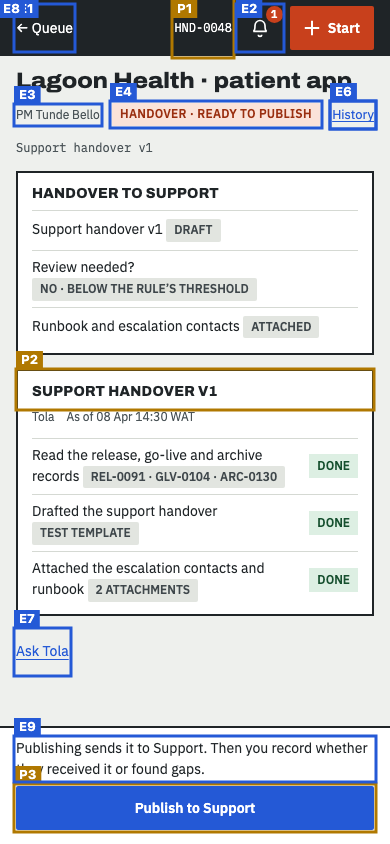 E8 E1 P1 E2 1
← Queue HND-0048 + Start
Lagoon Health · patient app
E3 E4 E6
PM Tunde Bello HANDOVER · READY TO PUBLISH History
Support handover v1
HANDOVER TO SUPPORT
Support handover v1 DRAFT
Review needed?
NO · BELOW THE RULE'S THRESHOLD
Runbook and escalation contacts ATTACHED
P2
SUPPORT HANDOVER V1
Tola As of 08 Apr 14:30 WAT
Read the release, go-live and archive
records REL-0091 · GLV-0104 · ARC-0130 DONE
Drafted the support handover
TEST TEMPLATE DONE
Attached the escalation contacts and
runbook 2 ATTACHMENTS DONE
E7
Ask Tola
E9
Publishing sends it to Support. Then you record whether
received it or found gaps.
P3
Publish to Support